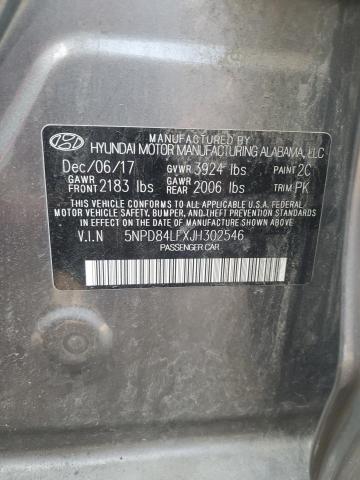 MANUFACTURED BY
HYUNDAI MOTOR MANUFACTURING ALABAMA, LLC
Dec/06/17 GVWR 3924 lbs PAINT 2C
GAWR FRONT 2183 lbs GAWR REAR 2006 lbs TRIM PK
THIS VEHICLE CONFORMS TO ALL APPLICABLE U.S.A. FEDERAL
MOTOR VEHICLE SAFETY, BUMPER, AND THEFT PREVENTION
STANDARDS IN EFFECT ON THE DATE OF MANUFACTURE SHOWN ABOVE.
V.I.N 5NPD84LFXJH302546
PASSENGER CAR